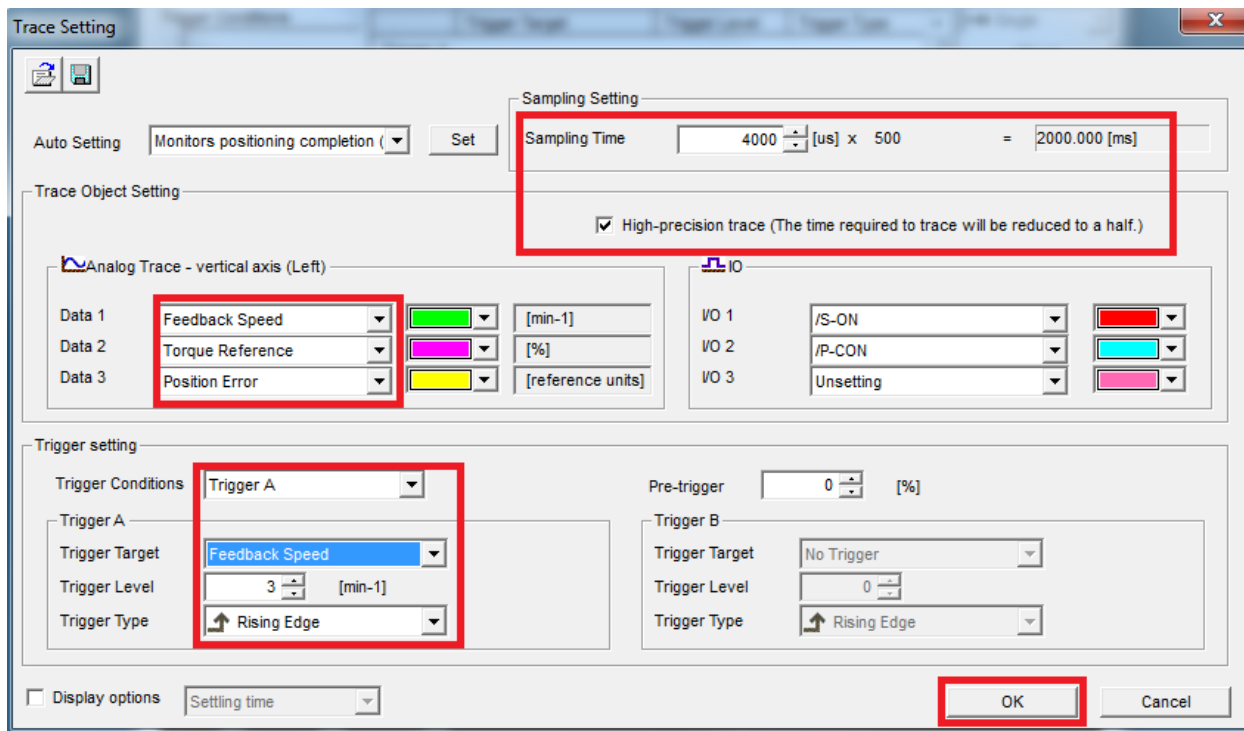 Trace Setting
Sampling Setting
Auto Setting Monitors positioning completion ( Set Sampling Time 4000 [us] x 500 = 2000.000 [ms]
Trace Object Setting
High-precision trace (The time required to trace will be reduced to a half.)
Analog Trace - vertical axis (Left) IO
Data 1 Feedback Speed [min-1] I/O 1 /S-ON
Data 2 Torque Reference [%] I/O 2 /P-CON
Data 3 Position Error [reference units] I/O 3 Unsetting
Trigger setting
Trigger Conditions Trigger A Pre-trigger 0 [%]
Trigger A Trigger B
Trigger Target Feedback Speed Trigger Target No Trigger
Trigger Level 3 [min-1] Trigger Level 0
Trigger Type Rising Edge Trigger Type Rising Edge
Display options Settling time OK Cancel